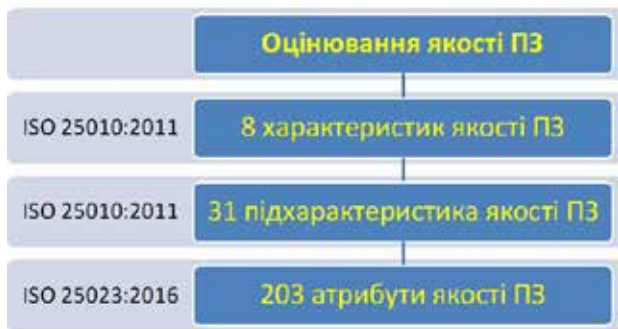 Оцінювання якості ПЗ
ISO 25010:2011 8 характеристик якості ПЗ
ISO 25010:2011 31 підхарактеристика якості ПЗ
ISO 25023:2016 203 атрибути якості ПЗ